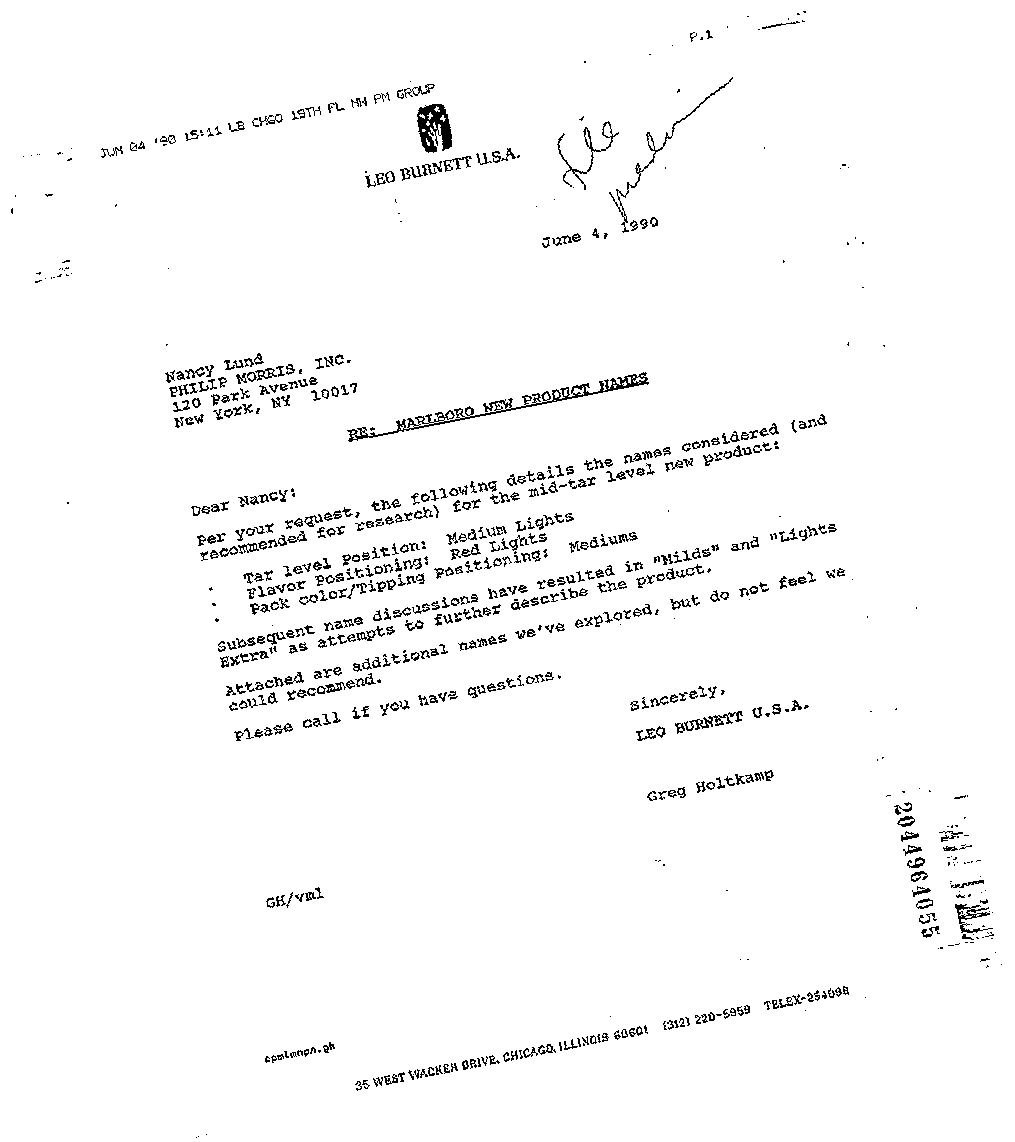 P.1
JUN 04 '90 15:11 LB CHGO 19TH FL NW PM GROUP
LEO BURNETT U.S.A.
File
June 4, 1990
Nancy Lund
PHILIP MORRIS, INC.
120 Park Avenue
New York, NY 10017
RE: MARLBORO NEW PRODUCT NAMES
Dear Nancy:
Per your request, the following details the names considered (and
recommended for research) for the mid-tar level new product:
· Tar level Position: Medium Lights
· Flavor Positioning: Red Lights
· Pack color/Tipping Positioning: Mediums
Subsequent name discussions have resulted in "Milds" and "Lights
Extra" as attempts to further describe the product.
Attached are additional names we've explored, but do not feel we
could recommend.
Please call if you have questions.
Sincerely,
LEO BURNETT U.S.A.
Greg Holtkamp
2044964055
GH/vml
35 WEST WACKER DRIVE, CHICAGO, ILLINOIS 60601 (312) 220-5959 TELEX-254098